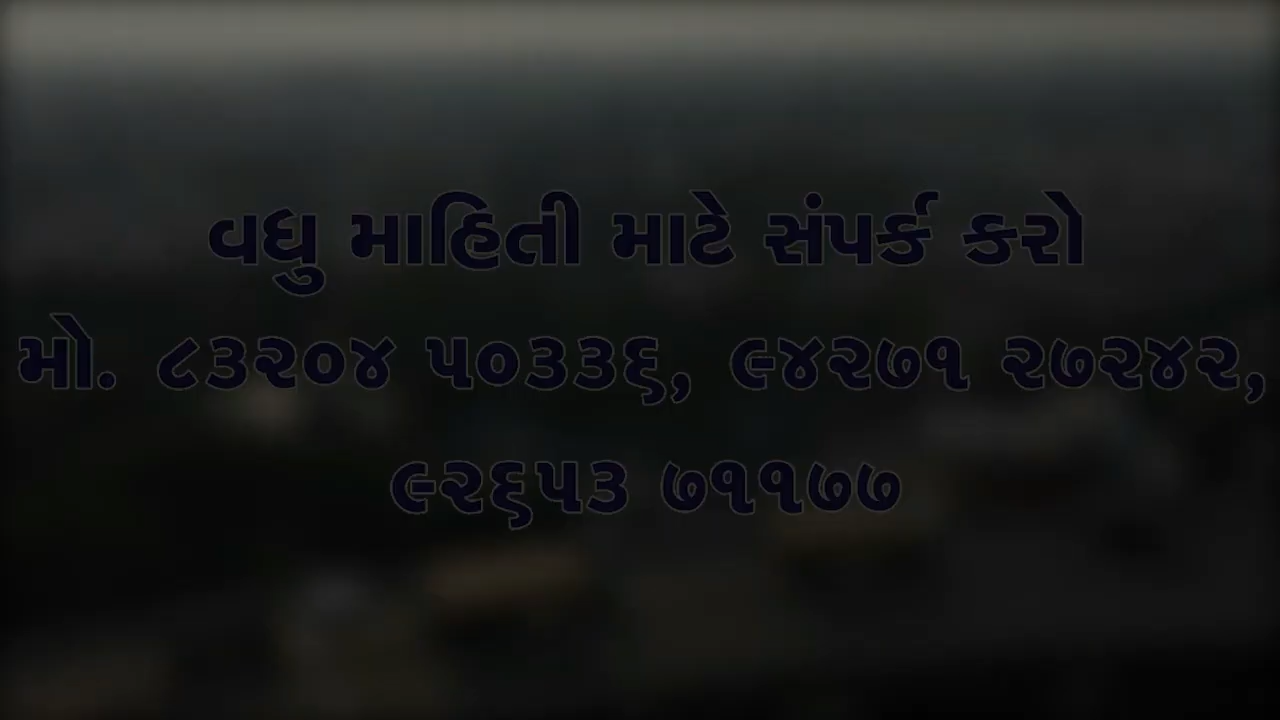 વધુ માહિતી માટે સંપર્ક કરો
મો. ૮૩૨૦૪ ૫૦૩૩૬, ૯૪૨૭૧ ૨૭૨૪૨,
૯૨૬૫૩ ૭૧૧૭૭